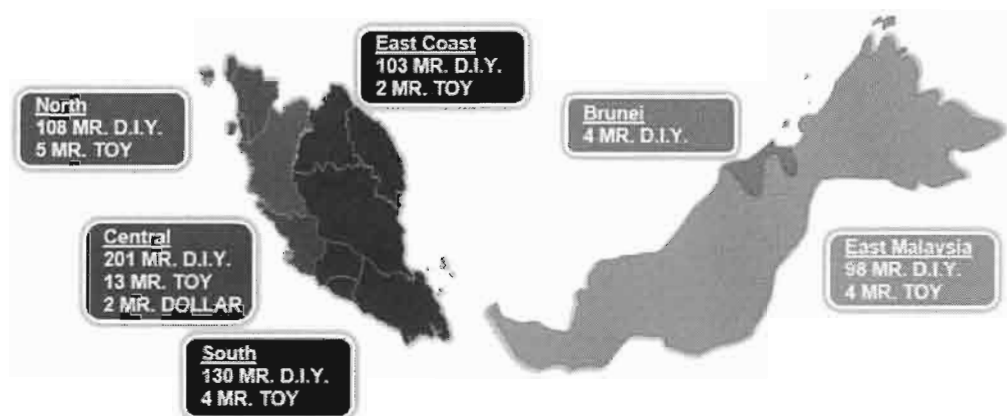 East Coast
103 MR. D.I.Y.
2 MR. TOY
North
108 MR. D.I.Y.
5 MR. TOY
Brunei
4 MR. D.I.Y.
Central
201 MR. D.I.Y.
13 MR. TOY
2 MR. DOLLAR
East Malaysia
98 MR. D.I.Y.
4 MR. TOY
South
130 MR. D.I.Y.
4 MR. TOY